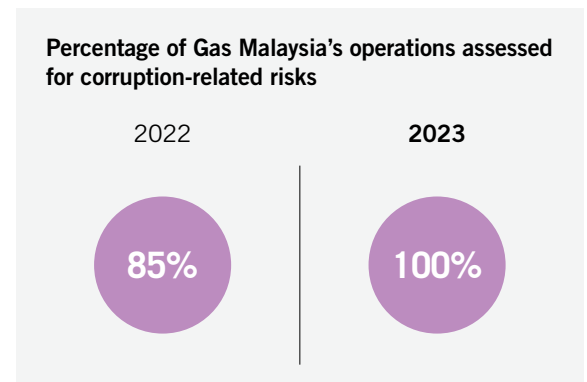 Percentage of Gas Malaysia’s operations assessed
for corruption-related risks
2022
2023
85%
100%